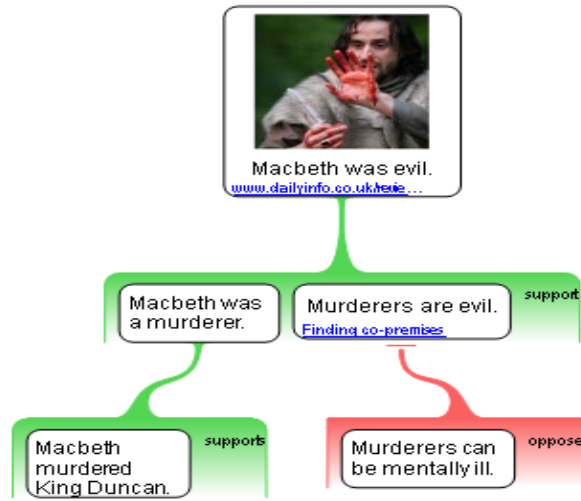 Macbeth was evil.
www.dailyinfo.co.uk/revie...
Macbeth was
a murderer.
Murderers are evil.
Finding co-premises
support
Macbeth
murdered
King Duncan.
supports
Murderers can
be mentally ill.
oppose